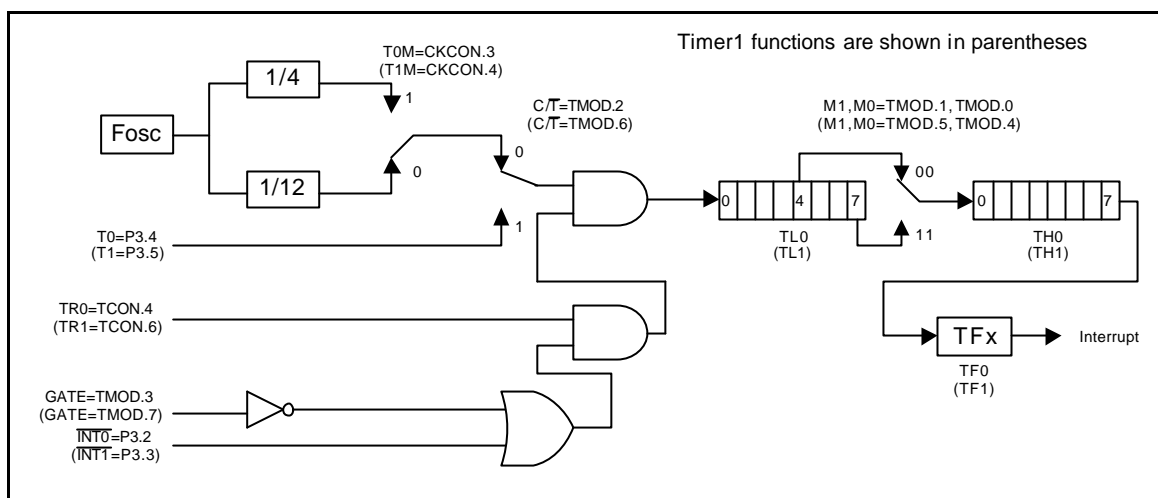 Timer1 functions are shown in parentheses
T0M=CKCON.3
(T1M=CKCON.4)
1/4
1
C/T̅=TMOD.2
(C/T̅=TMOD.6)
M1,M0=TMOD.1, TMOD.0
(M1,M0=TMOD.5, TMOD.4)
Fosc
0
0
00
1/12
0 4 7
0 7
T0=P3.4
(T1=P3.5)
1
11
TL0
(TL1)
TH0
(TH1)
TR0=TCON.4
(TR1=TCON.6)
TFx
Interrupt
TF0
(TF1)
GATE=TMOD.3
(GATE=TMOD.7)
I̅N̅T̅0̅=P3.2
(I̅N̅T̅1̅=P3.3)